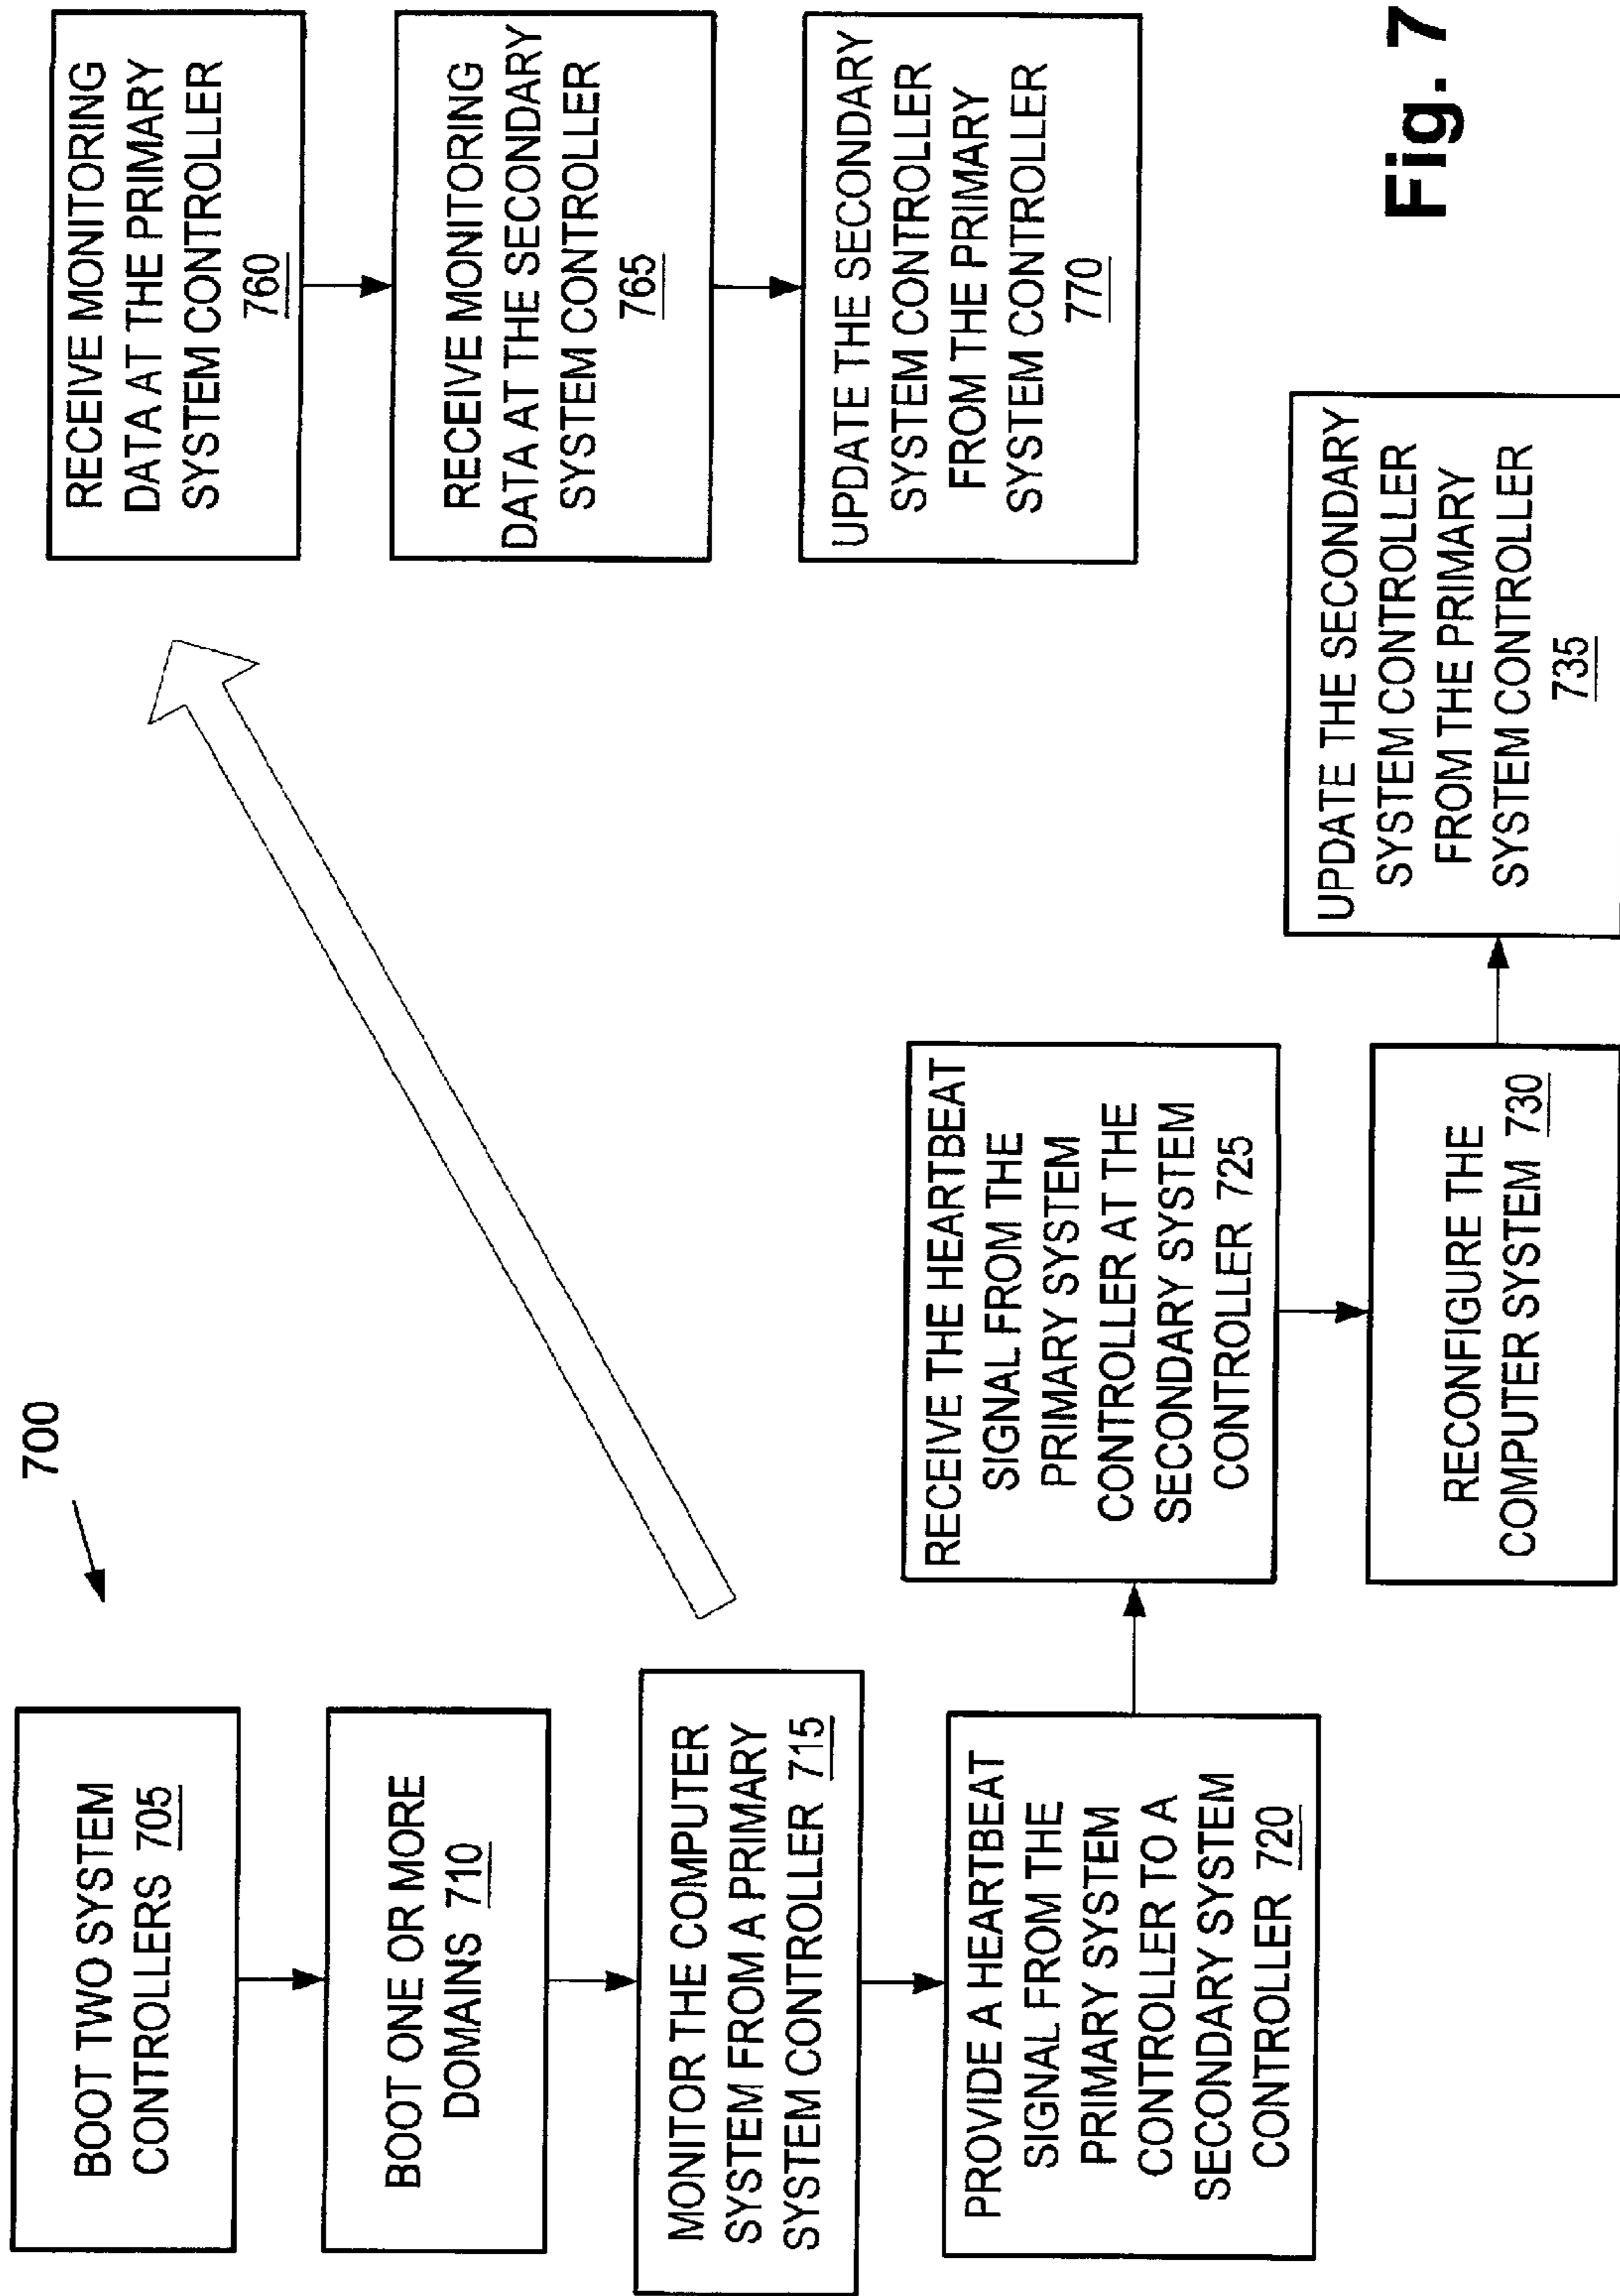 700
BOOT TWO SYSTEM
CONTROLLERS 705
BOOT ONE OR MORE
DOMAINS 710
MONITOR THE COMPUTER
SYSTEM FROM A PRIMARY
SYSTEM CONTROLLER 715
PROVIDE A HEARTBEAT
SIGNAL FROM THE
PRIMARY SYSTEM
CONTROLLER TO A
SECONDARY SYSTEM
CONTROLLER 720
RECEIVE THE HEARTBEAT
SIGNAL FROM THE
PRIMARY SYSTEM
CONTROLLER AT THE
SECONDARY SYSTEM
CONTROLLER 725
RECONFIGURE THE
COMPUTER SYSTEM 730
UPDATE THE SECONDARY
SYSTEM CONTROLLER
FROM THE PRIMARY
SYSTEM CONTROLLER
735
RECEIVE MONITORING
DATA AT THE PRIMARY
SYSTEM CONTROLLER
760
RECEIVE MONITORING
DATA AT THE SECONDARY
SYSTEM CONTROLLER
765
UPDATE THE SECONDARY
SYSTEM CONTROLLER
FROM THE PRIMARY
SYSTEM CONTROLLER
770
Fig. 7